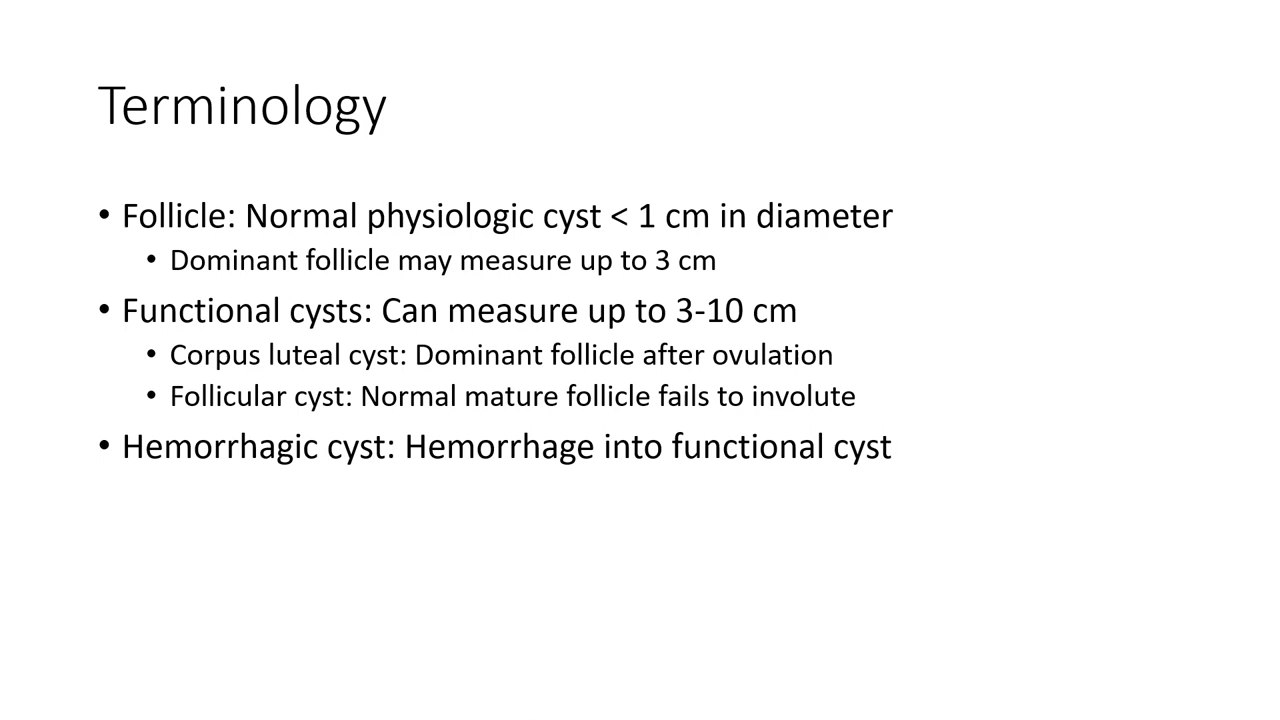 Terminology
• Follicle: Normal physiologic cyst < 1 cm in diameter
• Dominant follicle may measure up to 3 cm
• Functional cysts: Can measure up to 3-10 cm
• Corpus luteal cyst: Dominant follicle after ovulation
• Follicular cyst: Normal mature follicle fails to involute
• Hemorrhagic cyst: Hemorrhage into functional cyst